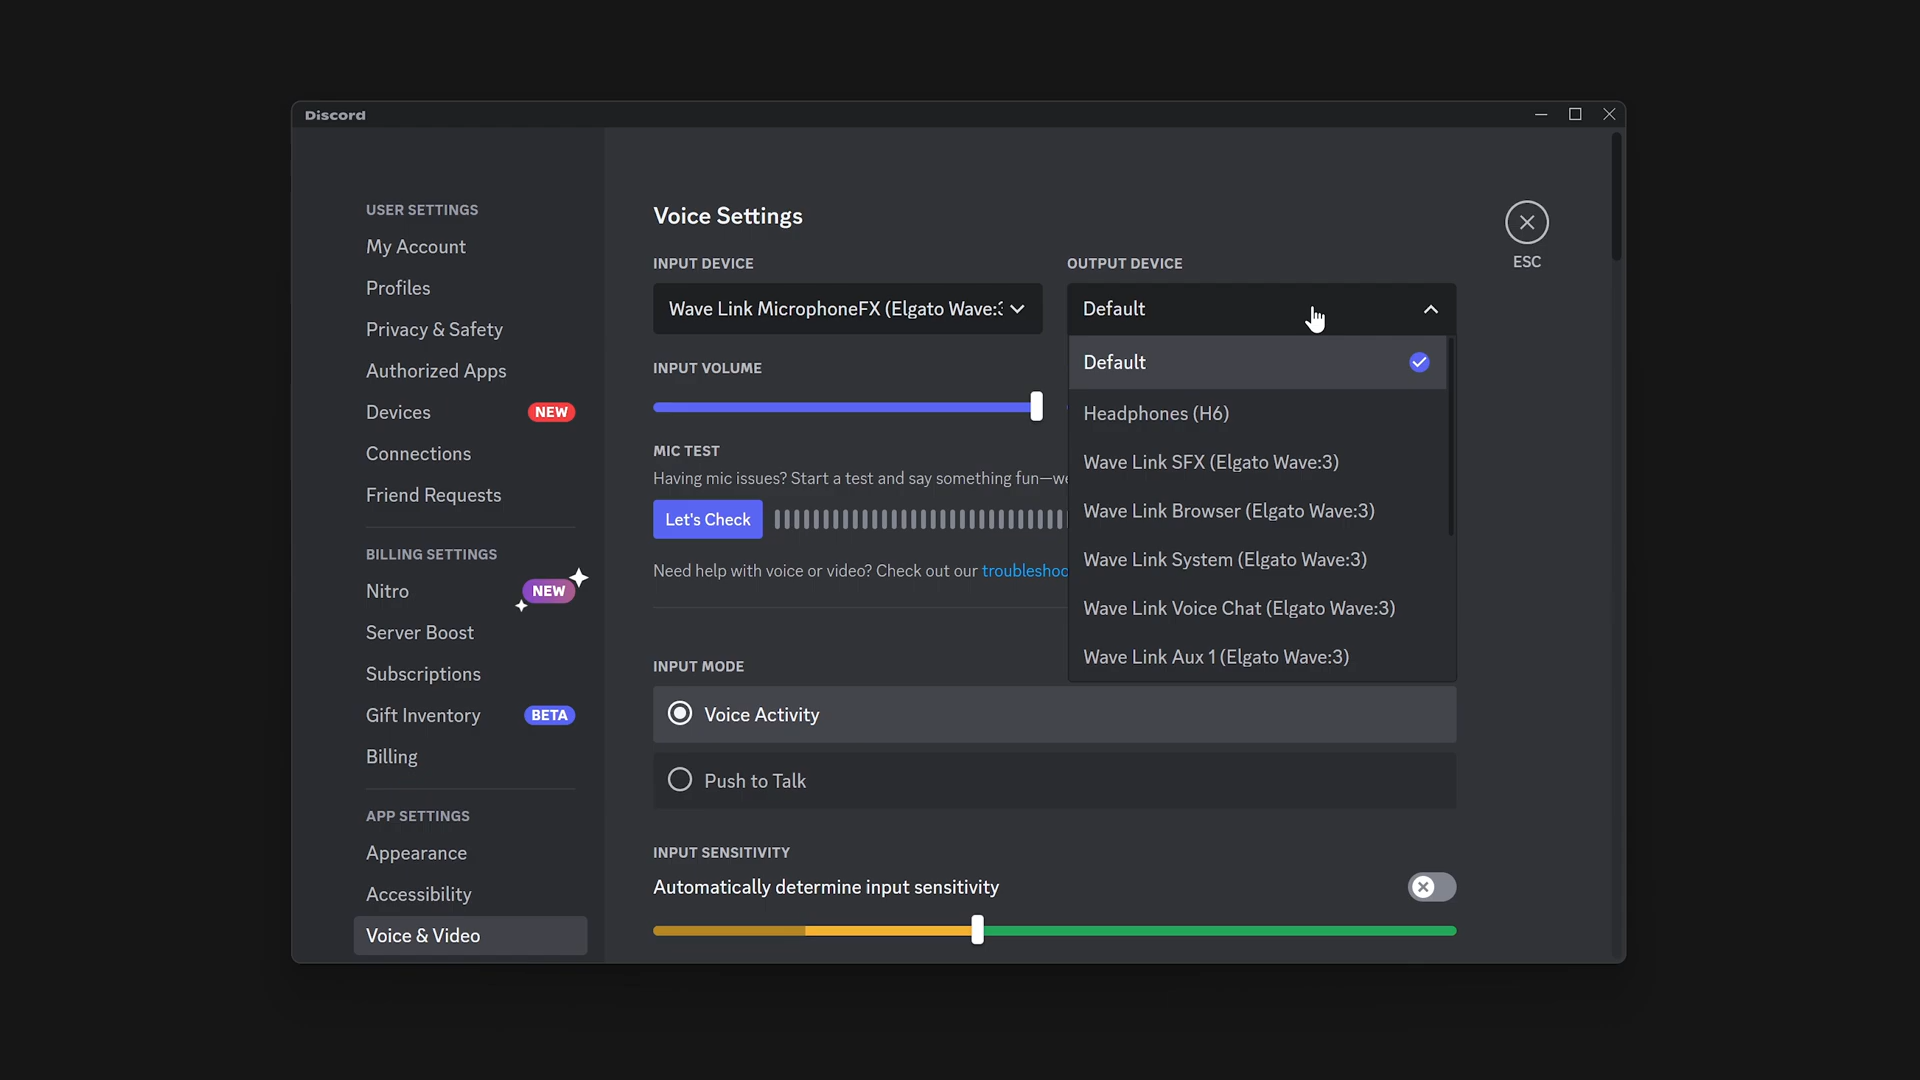 Discord
USER SETTINGS
My Account
Profiles
Privacy & Safety
Authorized Apps
Devices NEW
Connections
Friend Requests
BILLING SETTINGS
Nitro NEW
Server Boost
Subscriptions
Gift Inventory BETA
Billing
APP SETTINGS
Appearance
Accessibility
Voice & Video
Voice Settings
ESC
INPUT DEVICE
Wave Link MicrophoneFX (Elgato Wave:3
OUTPUT DEVICE
Default
Default
Headphones (H6)
Wave Link SFX (Elgato Wave:3)
Wave Link Browser (Elgato Wave:3)
Wave Link System (Elgato Wave:3)
Wave Link Voice Chat (Elgato Wave:3)
Wave Link Aux 1 (Elgato Wave:3)
INPUT VOLUME
MIC TEST
Having mic issues? Start a test and say something fun—we
Let's Check
Need help with voice or video? Check out our troubleshoo
INPUT MODE
Voice Activity
Push to Talk
INPUT SENSITIVITY
Automatically determine input sensitivity